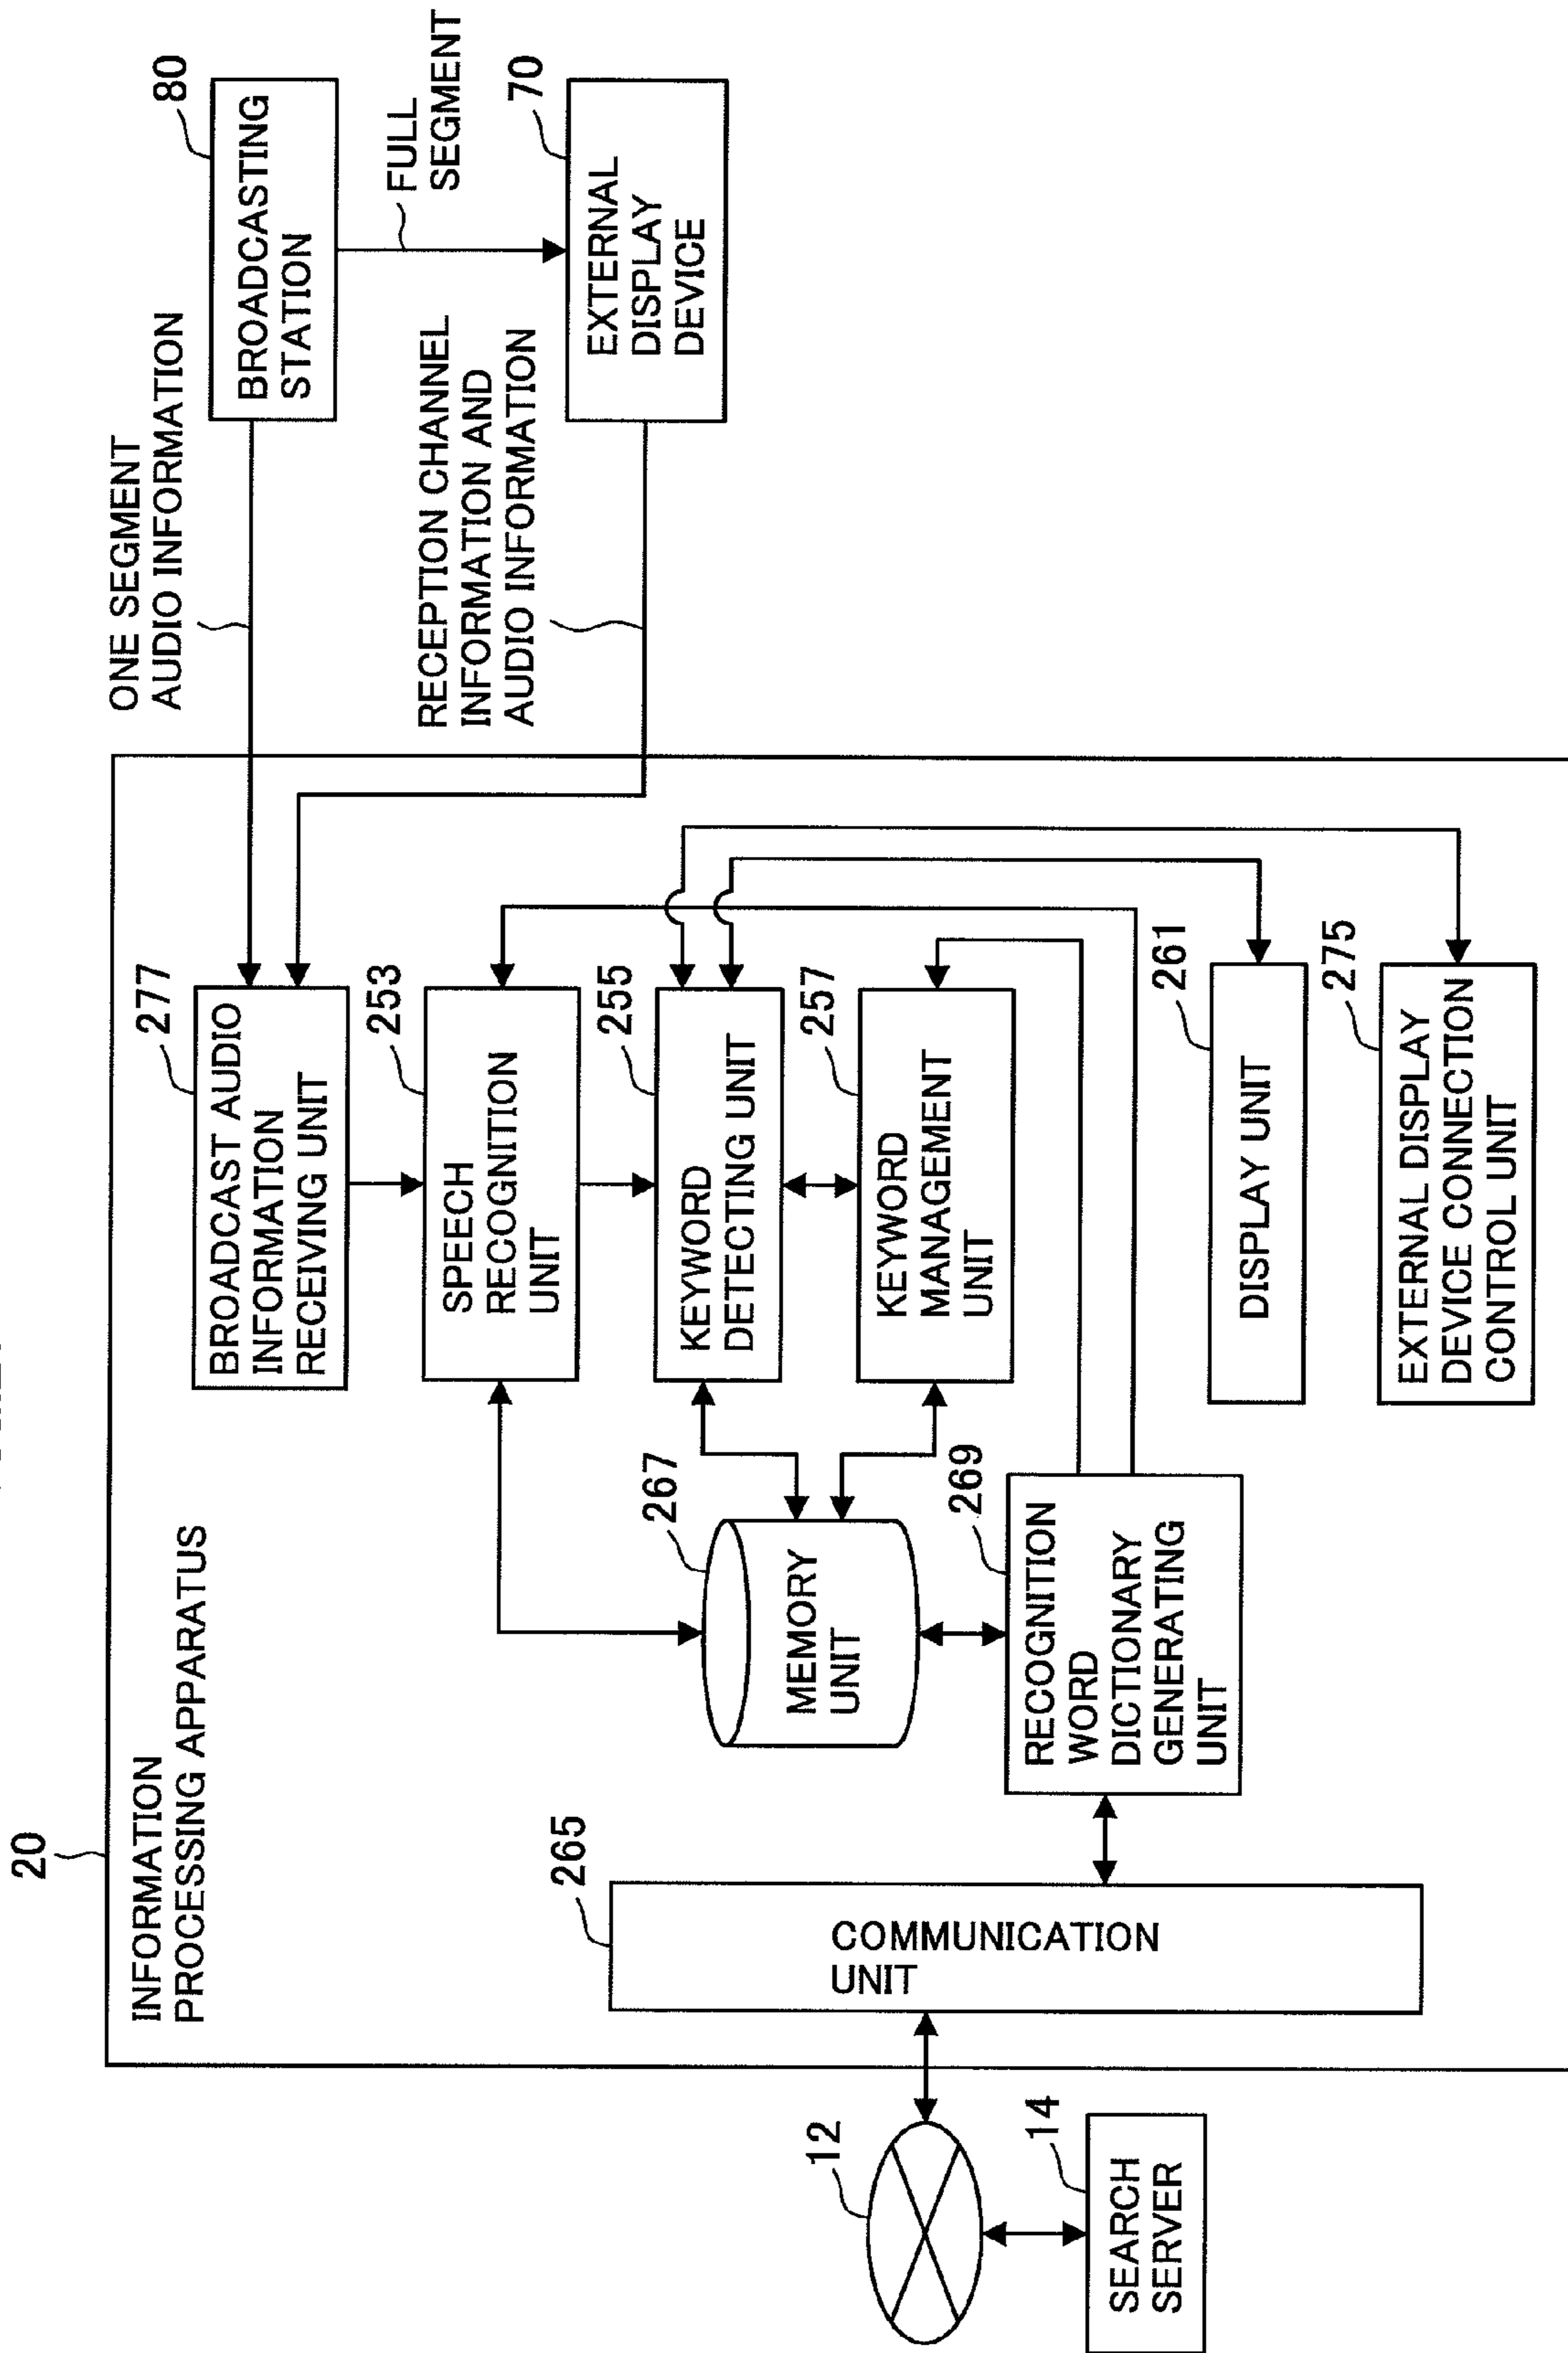 20
INFORMATION
PROCESSING APPARATUS
ONE SEGMENT
AUDIO INFORMATION
80
BROADCASTING
STATION
FULL
SEGMENT
RECEPTION CHANNEL
INFORMATION AND
AUDIO INFORMATION
70
EXTERNAL
DISPLAY
DEVICE
277
BROADCAST AUDIO
INFORMATION
RECEIVING UNIT
253
SPEECH
RECOGNITION
UNIT
255
KEYWORD
DETECTING UNIT
257
KEYWORD
MANAGEMENT
UNIT
261
DISPLAY UNIT
275
EXTERNAL DISPLAY
DEVICE CONNECTION
CONTROL UNIT
267
MEMORY
UNIT
269
RECOGNITION
WORD
DICTIONARY
GENERATING
UNIT
265
COMMUNICATION
UNIT
12
14
SEARCH
SERVER